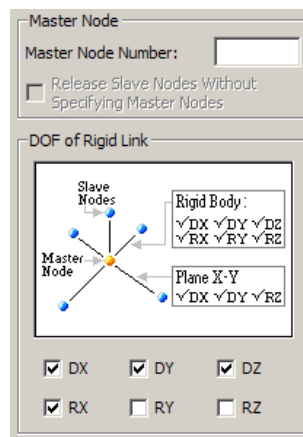 Master Node
Master Node Number:
Release Slave Nodes Without
Specifying Master Nodes
DOF of Rigid Link
Slave
Nodes
Rigid Body :
√DX √DY √DZ
√RX √RY √RZ
Master
Node
Plane X-Y
√DX √DY √RZ
DX DY DZ
RX RY RZ